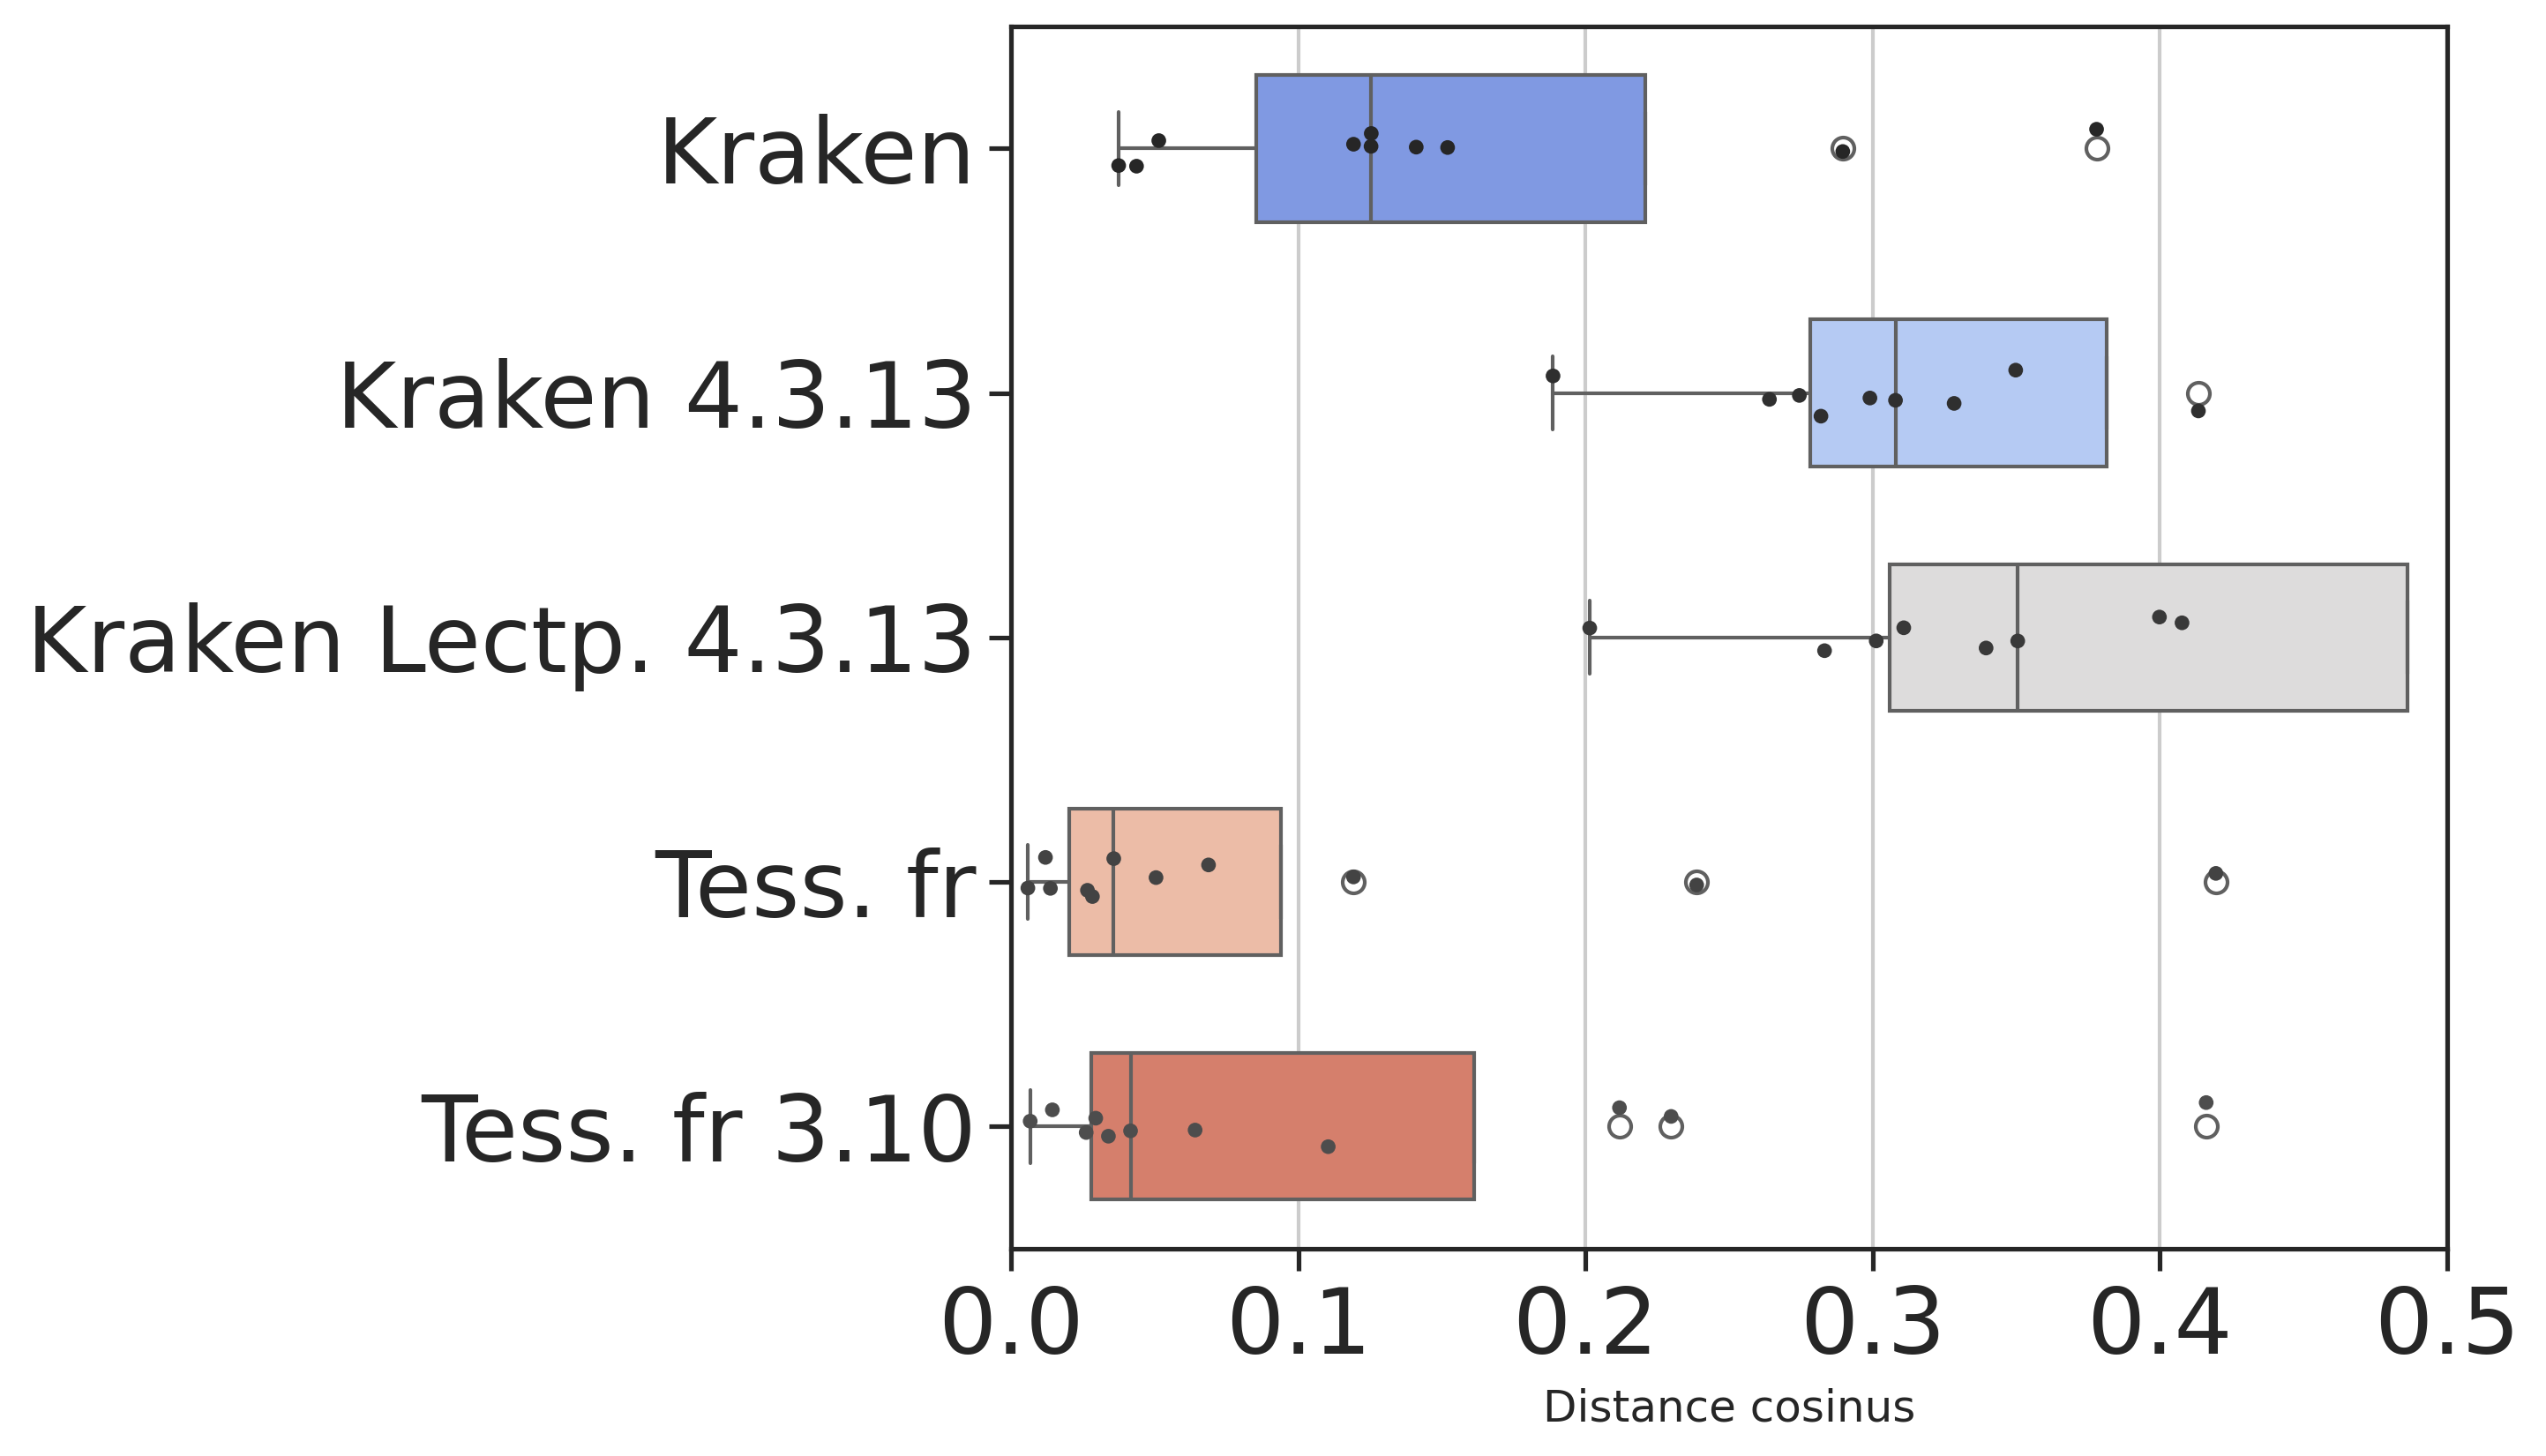 Kraken
Kraken 4.3.13
Kraken Lectp. 4.3.13
Tess. fr
Tess. fr 3.10
0.0 0.1 0.2 0.3 0.4 0.5
Distance cosinus